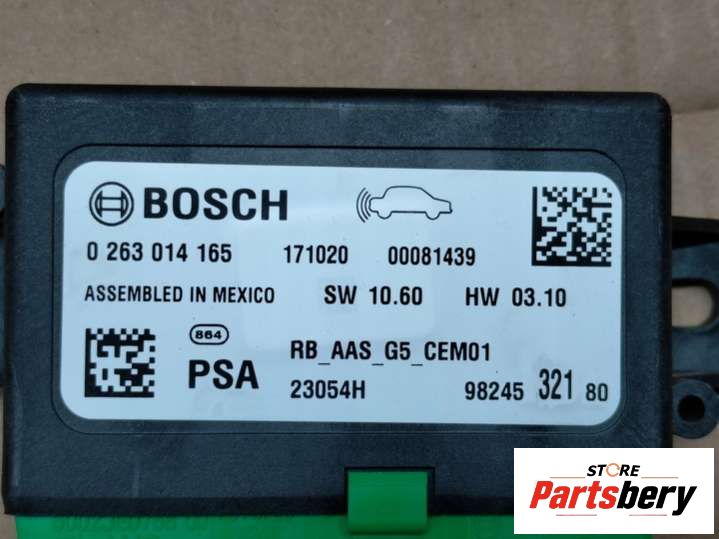 BOSCH
0 263 014 165 171020 00081439
ASSEMBLED IN MEXICO SW 10.60 HW 03.10
864
PSA
RB_AAS_G5_CEM01
23054H 98245 321 80
STORE
Partsbery